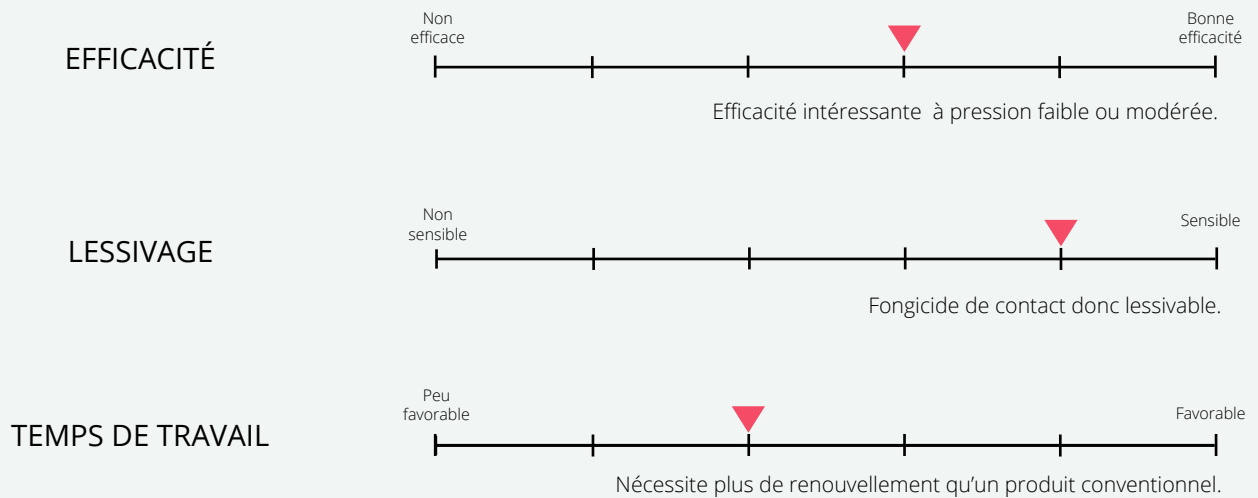 Non
efficace
Bonne
efficacité
EFFICACITÉ
Efficacité intéressante à pression faible ou modérée.
Non
sensible
Sensible
LESSIVAGE
Fongicide de contact donc lessivable.
Peu
favorable
Favorable
TEMPS DE TRAVAIL
Nécessite plus de renouvellement qu’un produit conventionnel.